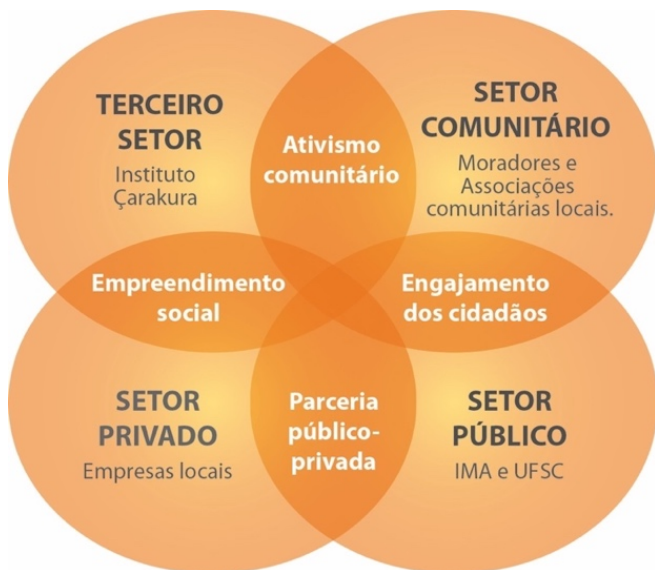 TERCEIRO
SETOR
Instituto
Çarakura
Ativismo
comunitário
SETOR
COMUNITÁRIO
Moradores e
Associações
comunitárias locais.
Empreendimento
social
Engajamento
dos cidadãos
SETOR
PRIVADO
Empresas locais
Parceria
público-
privada
SETOR
PÚBLICO
IMA e UFSC